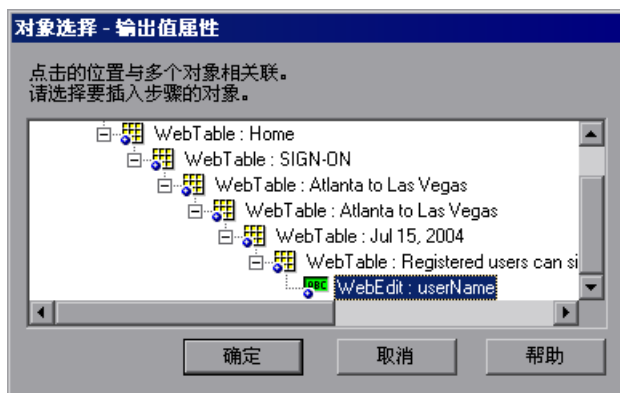 对象选择 - 输出值属性
点击的位置与多个对象相关联。
请选择要插入步骤的对象。
WebTable : Home
WebTable : SIGN-ON
WebTable : Atlanta to Las Vegas
WebTable : Atlanta to Las Vegas
WebTable : Jul 15, 2004
WebTable : Registered users can si
ABC WebEdit : userName
确定 取消 帮助